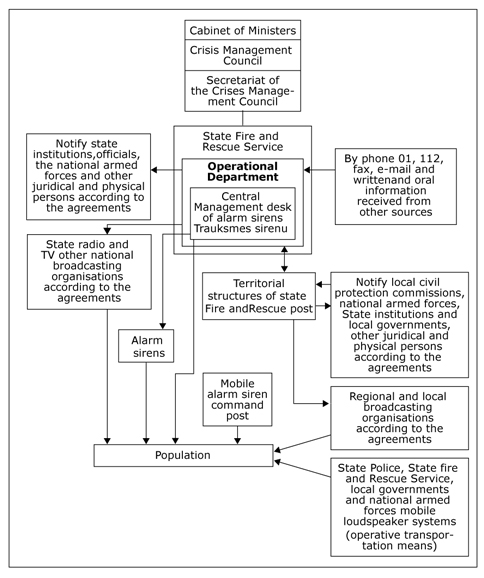 Cabinet of Ministers
Crisis Management
Council
Secretariat of
the Crises Manage-
ment Council
State Fire and
Rescue Service
Operational
Department
Central
Management desk
of alarm sirens
Trauksmes sirenu
Notify state
institutions,officials,
the national armed
forces and other
juridical and physical
persons according to
the agreements
By phone 01, 112,
fax, e-mail and
writtenand oral
information
received from
other sources
State radio and
TV other national
broadcasting
organisations
according to the
agreements
Territorial
structures of state
Fire andRescue post
Notify local civil
protection commissions,
national armed forces,
State institutions and
local governments,
other juridical and
physical persons
according to the
agreements
Alarm
sirens
Mobile
alarm siren
command
post
Regional and local
broadcasting
organisations
according to the
agreements
Population
State Police, State fire
and Rescue Service,
local governments
and national armed
forces mobile
loudspeaker systems
(operative transpor-
tation means)